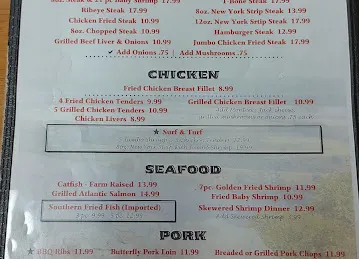 Ribeye Steak 17.99
8oz. New York Strip Steak 13.99
Chicken Fried Steak 10.99
12oz. New York Strip Steak 17.99
8oz. Chopped Steak 10.99
Hamburger Steak 12.99
Grilled Beef Liver & Onions 10.99
Jumbo Chicken Fried Steak 17.99
✓ Add Onions .75 | Add Mushrooms .75
CHICKEN
Fried Chicken Breast Fillet 8.99
4 Fried Chicken Tenders 9.99
Grilled Chicken Breast Fillet 10.99
5 Grilled Chicken Tenders 10.99
Chicken Livers 8.99
★ Surf & Turf
SEAFOOD
Catfish - Farm Raised 13.99
7pc. Golden Fried Shrimp 11.99
Grilled Atlantic Salmon 14.99
Fried Baby Shrimp 10.99
Southern Fried Fish (Imported)
Skewered Shrimp Dinner 12.99
PORK
★ BBQ Ribs 11.99
Butterfly Pork Loin 11.99
Breaded or Grilled Pork Chops 11.99